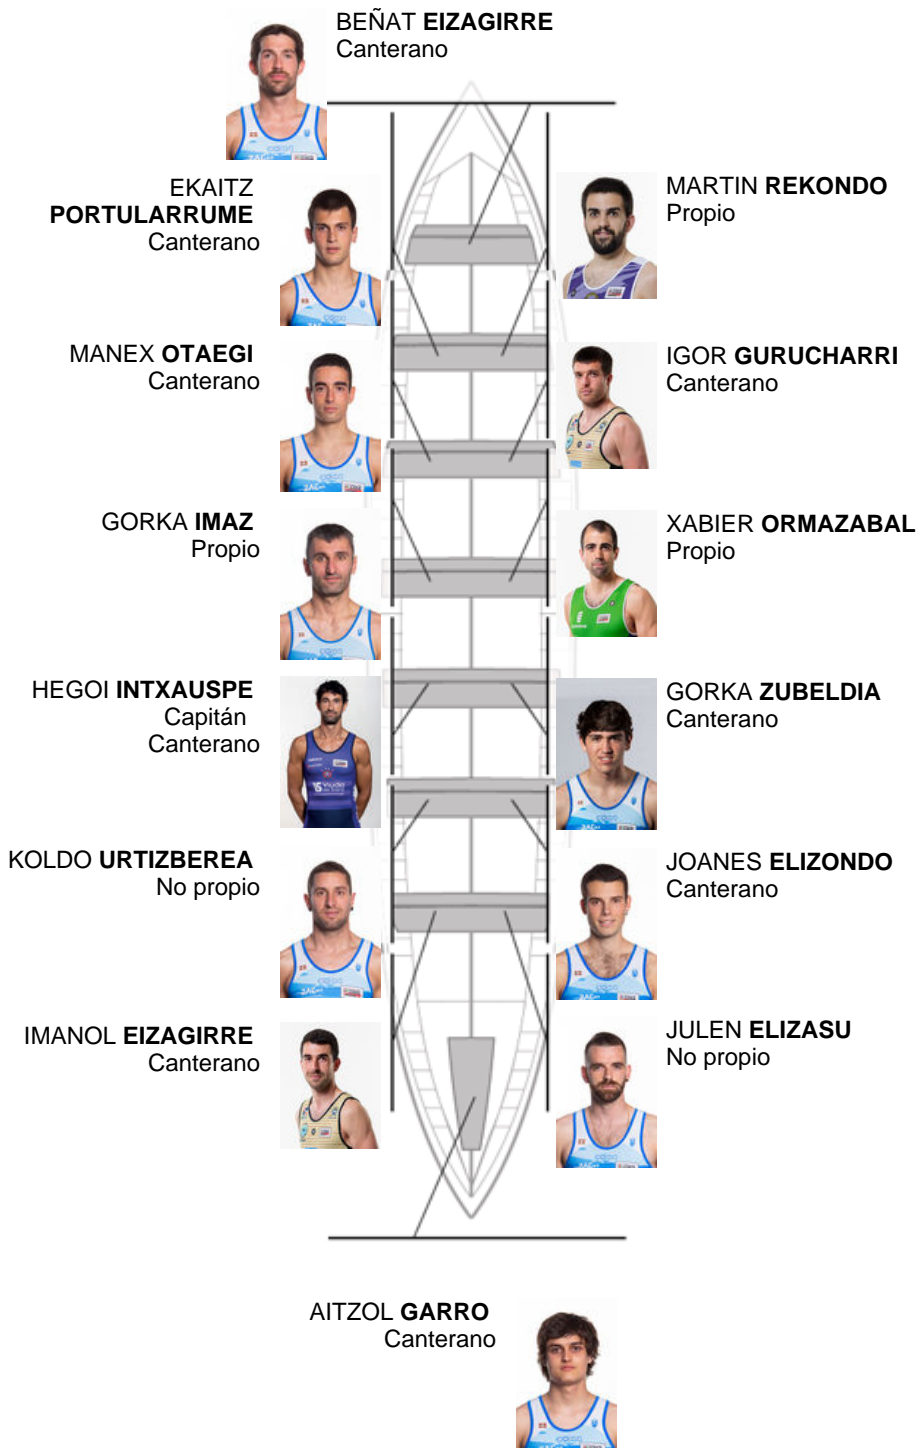 BEÑAT EIZAGIRRE
Canterano
EKAITZ
PORTULARRUME
Canterano
MARTIN REKONDO
Propio
MANEX OTAEGI
Canterano
IGOR GURUCHARRI
Canterano
GORKA IMAZ
Propio
XABIER ORMAZABAL
Propio
HEGOI INTXAUSPE
Capitán
Canterano
GORKA ZUBELDIA
Canterano
KOLDO URTIZBEREA
No propio
JOANES ELIZONDO
Canterano
IMANOL EIZAGIRRE
Canterano
JULEN ELIZASU
No propio
AITZOL GARRO
Canterano